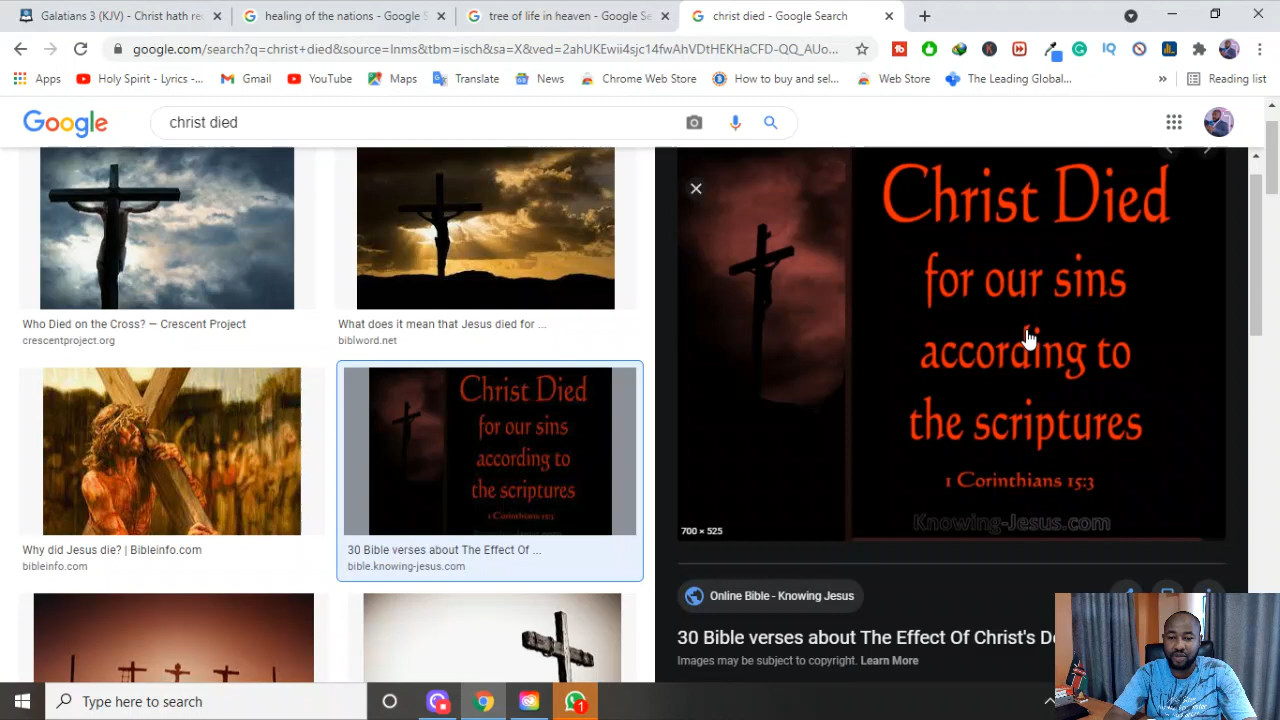 Galatians 3 (KJV) - Christ hath re
healing of the nations - Google S
tree of life in heaven - Google Se
christ died - Google Search
google.com/search?q=christ+died&source=lnms&tbm=isch&sa=X&ved=2ahUKEwii4sjc14fwAhVDtHEKHaCFD-QQ_AUo...
Apps
Holy Spirit - Lyrics -...
Gmail
YouTube
Maps
Translate
News
Chrome Web Store
How to buy and sel...
Web Store
The Leading Global...
»
Reading list
Google
christ died
Who Died on the Cross? — Crescent Project
crescentproject.org
What does it mean that Jesus died for ...
biblword.net
Christ Died
for our sins
according to
the scriptures
1 Corinthians 15:3
Why did Jesus die? | Bibleinfo.com
bibleinfo.com
30 Bible verses about The Effect Of ...
bible.knowing-jesus.com
Christ Died
for our sins
according to
the scriptures
1 Corinthians 15:3
Knowing-Jesus.com
700 × 525
Online Bible - Knowing Jesus
30 Bible verses about The Effect Of Christ's De
Images may be subject to copyright. Learn More
Type here to search
1